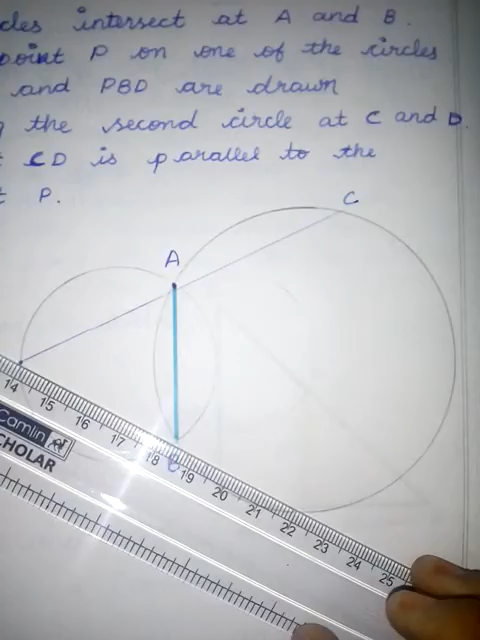 cles intersect at A and B.
point P on one of the circles
and PBD are drawn
the second circle at C and D.
CD is parallel to the
P.
C
A
B
14 15 16 17 18 19 20 21 22 23 24 25
Camlin
CHOLAR